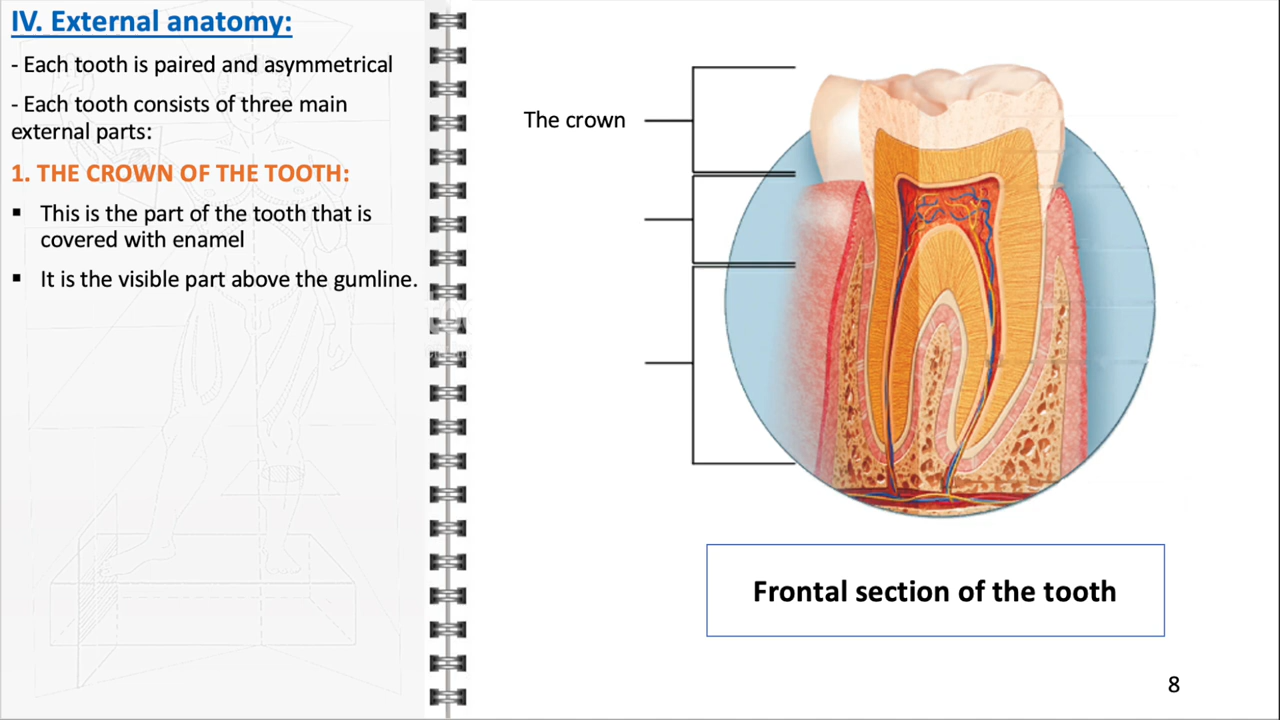 IV. External anatomy:
- Each tooth is paired and asymmetrical
- Each tooth consists of three main
external parts:
1. THE CROWN OF THE TOOTH:
▪ This is the part of the tooth that is
covered with enamel
▪ It is the visible part above the gumline.
The crown
Frontal section of the tooth
8